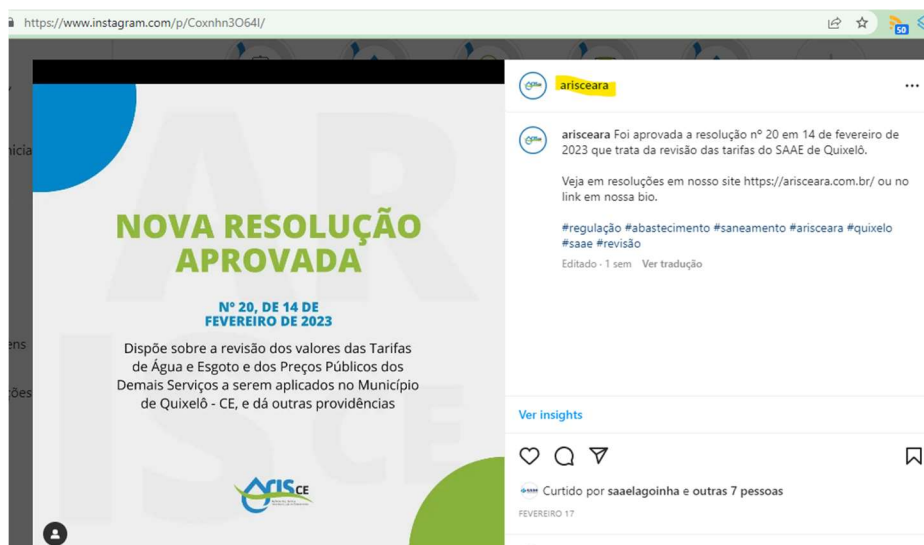 https://www.instagram.com/p/Coxnhn3O64I/
50
NOVA RESOLUÇÃO
APROVADA
Nº 20, DE 14 DE
FEVEREIRO DE 2023
Dispõe sobre a revisão dos valores das Tarifas
de Água e Esgoto e dos Preços Públicos dos
Demais Serviços a serem aplicados no Município
de Quixelô - CE, e dá outras providências
ARISCE
arisceara
arisceara Foi aprovada a resolução nº 20 em 14 de fevereiro de
2023 que trata da revisão das tarifas do SAAE de Quixelô.
Veja em resoluções em nosso site https://arisceara.com.br/ ou no
link em nossa bio.
#regulação #abastecimento #saneamento #arisceara #quixelo
#saae #revisão
Editado · 1 sem Ver tradução
Ver insights
Curtido por saaelagoinha e outras 7 pessoas
FEVEREIRO 17